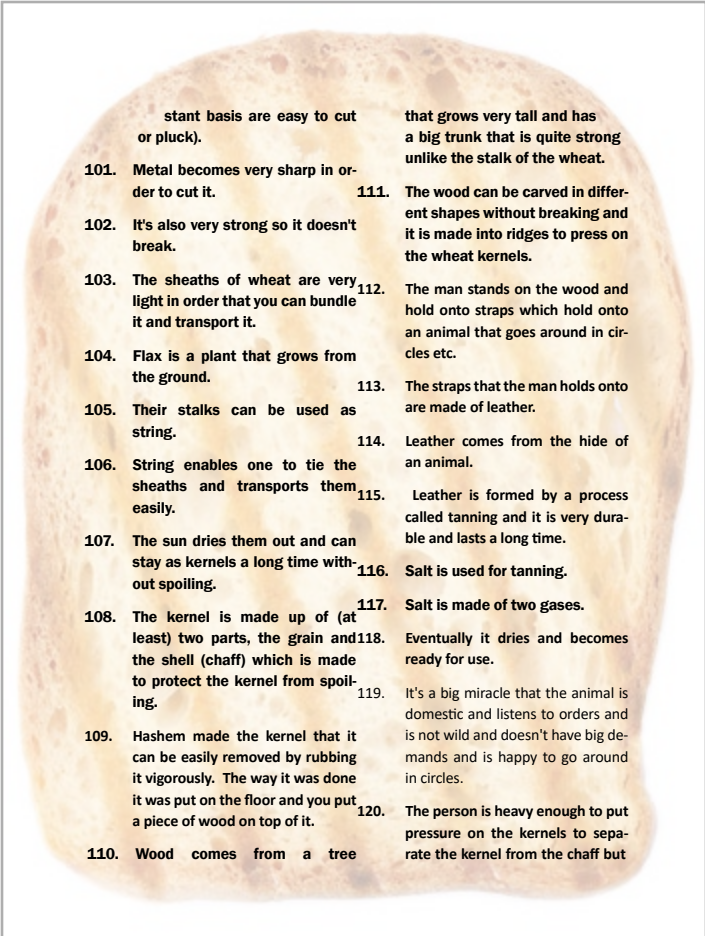 stant basis are easy to cut
or pluck).
101. Metal becomes very sharp in or-
der to cut it.
102. It's also very strong so it doesn't
break.
103. The sheaths of wheat are very
light in order that you can bundle
it and transport it.
104. Flax is a plant that grows from
the ground.
105. Their stalks can be used as
string.
106. String enables one to tie the
sheaths and transports them
easily.
107. The sun dries them out and can
stay as kernels a long time with-
out spoiling.
108. The kernel is made up of (at
least) two parts, the grain and
the shell (chaff) which is made
to protect the kernel from spoil-
ing.
109. Hashem made the kernel that it
can be easily removed by rubbing
it vigorously. The way it was done
it was put on the floor and you put
a piece of wood on top of it.
110. Wood comes from a tree
that grows very tall and has
a big trunk that is quite strong
unlike the stalk of the wheat.
111. The wood can be carved in differ-
ent shapes without breaking and
it is made into ridges to press on
the wheat kernels.
112. The man stands on the wood and
hold onto straps which hold onto
an animal that goes around in cir-
cles etc.
113. The straps that the man holds onto
are made of leather.
114. Leather comes from the hide of
an animal.
115. Leather is formed by a process
called tanning and it is very dura-
ble and lasts a long time.
116. Salt is used for tanning.
117. Salt is made of two gases.
118. Eventually it dries and becomes
ready for use.
119. It's a big miracle that the animal is
domestic and listens to orders and
is not wild and doesn't have big de-
mands and is happy to go around
in circles.
120. The person is heavy enough to put
pressure on the kernels to sepa-
rate the kernel from the chaff but